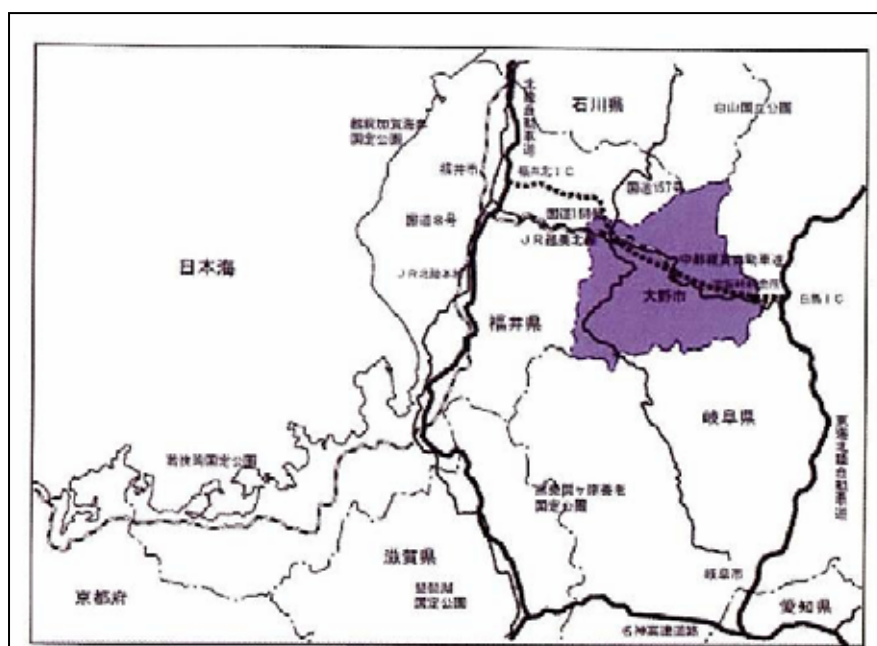 北陸自動車道
石川県
白山国立公園
越前加賀海岸
国定公園
福井市
福井北IC
国道157号
国道158号
国道8号
JR越美北線
中部縦貫自動車道
日本海
JR北陸本線
大野市
白鳥IC
福井県
岐阜県
東海北陸自動車道
若狭湾国定公園
国定公園
滋賀県
琵琶湖
国定公園
岐阜市
京都府
愛知県
名神高速道路